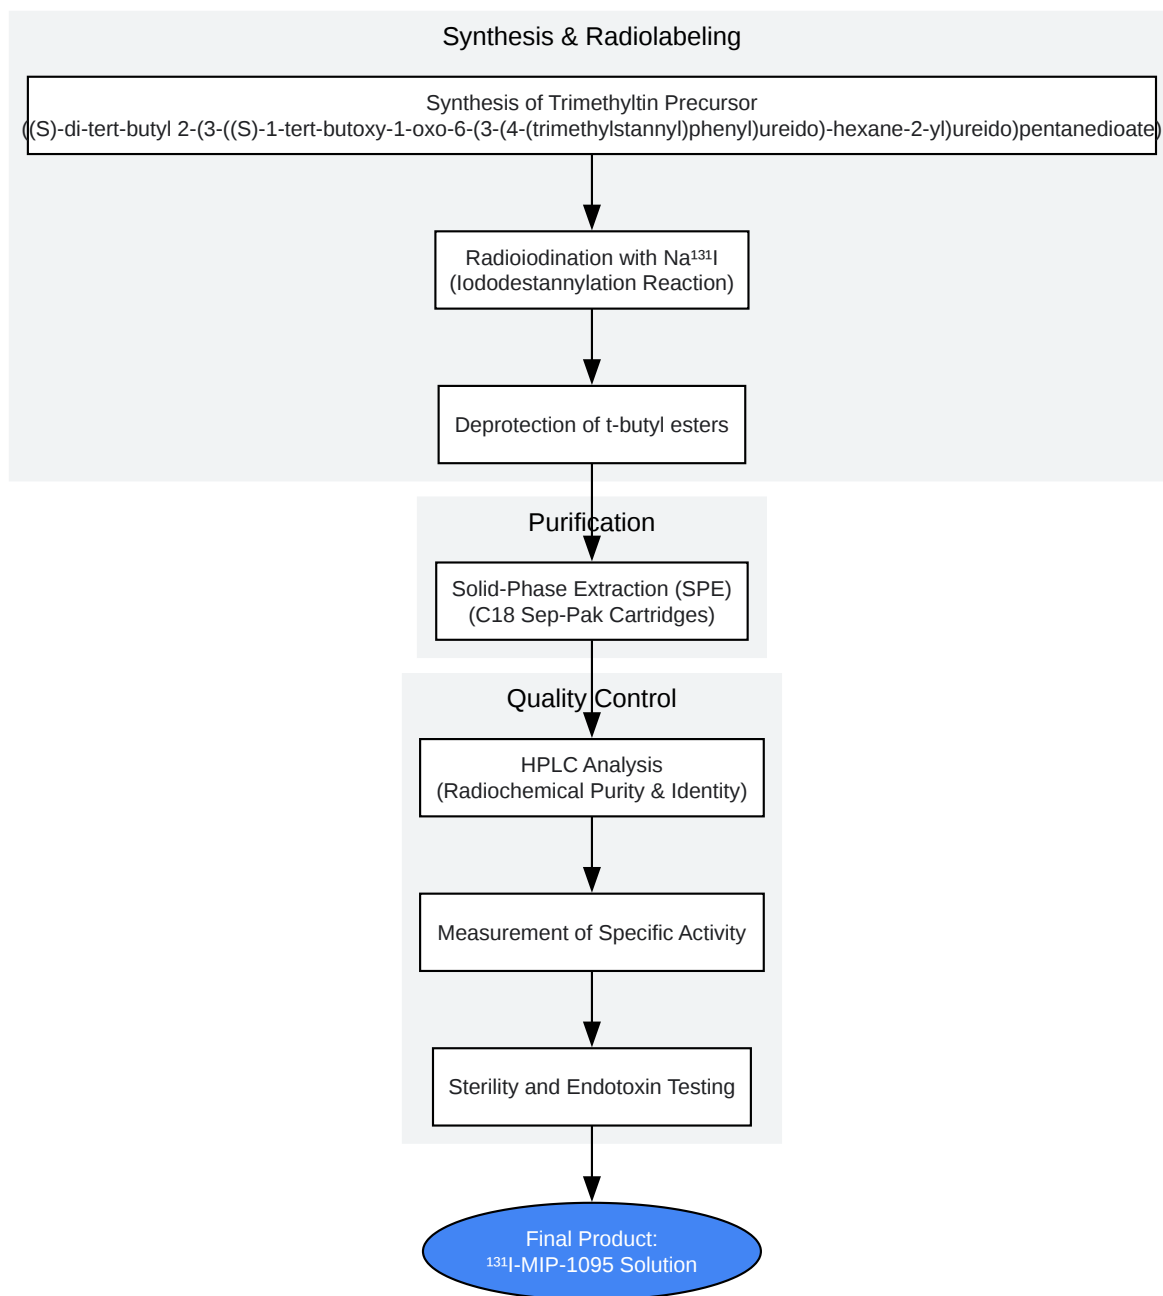 Synthesis & Radiolabeling
Synthesis of Trimethyltin Precursor
((S)-di-tert-butyl 2-(3-((S)-1-tert-butoxy-1-oxo-6-(3-(4-(trimethylstannyl)phenyl)ureido)-hexane-2-yl)ureido)pentanedioate)
Radioiodination with Na¹³¹I
(Iododestannylation Reaction)
Deprotection of t-butyl esters
Purification
Solid-Phase Extraction (SPE)
(C18 Sep-Pak Cartridges)
Quality Control
HPLC Analysis
(Radiochemical Purity & Identity)
Measurement of Specific Activity
Sterility and Endotoxin Testing
Final Product:
¹³¹I-MIP-1095 Solution